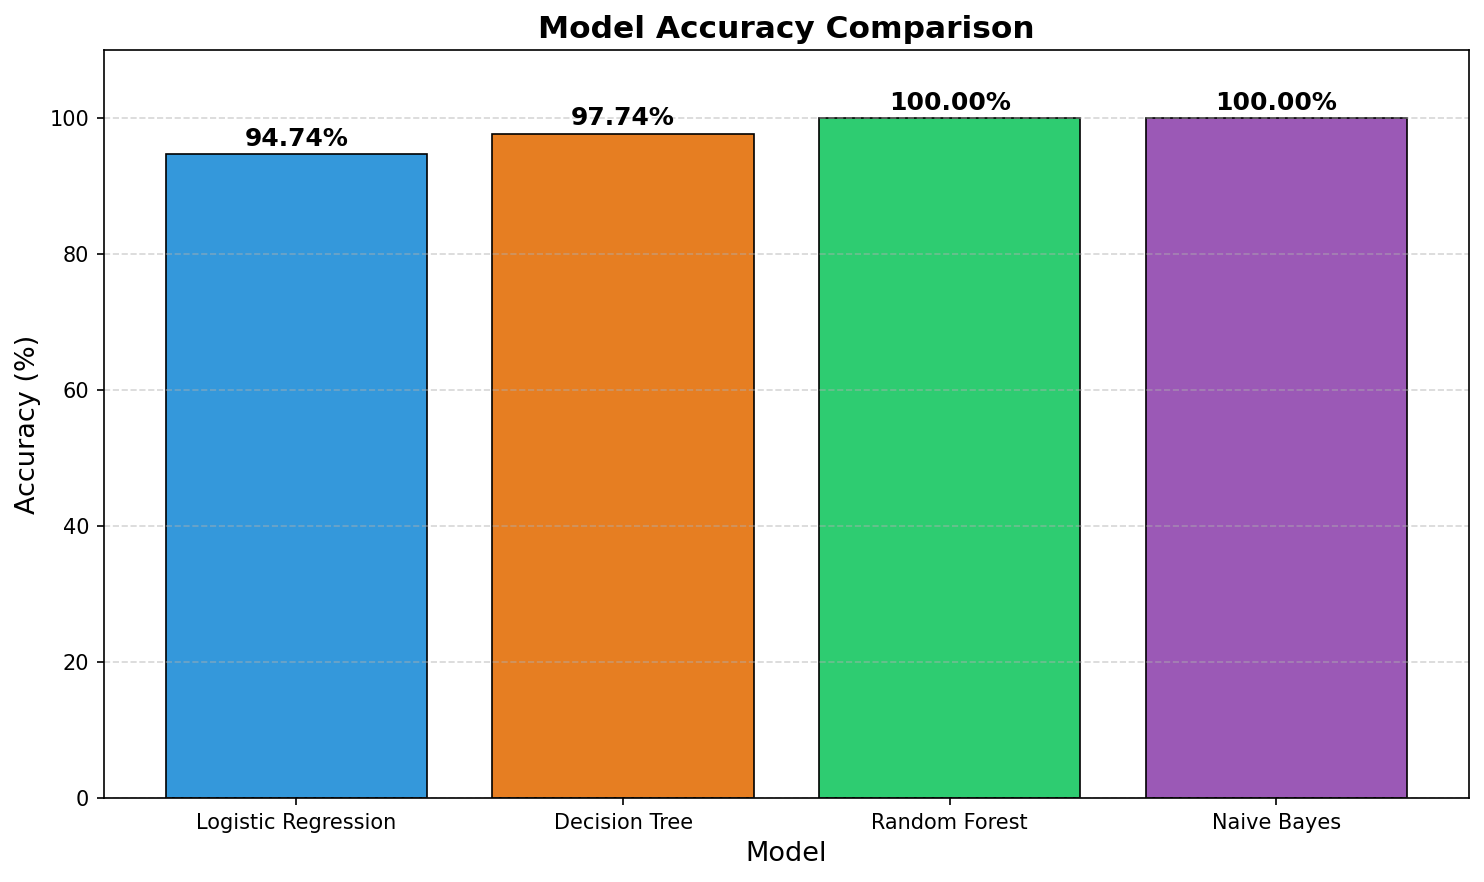 Model Accuracy Comparison
Accuracy (%)
100
80
60
40
20
0
94.74%
97.74%
100.00%
100.00%
Logistic Regression
Decision Tree
Random Forest
Naive Bayes
Model